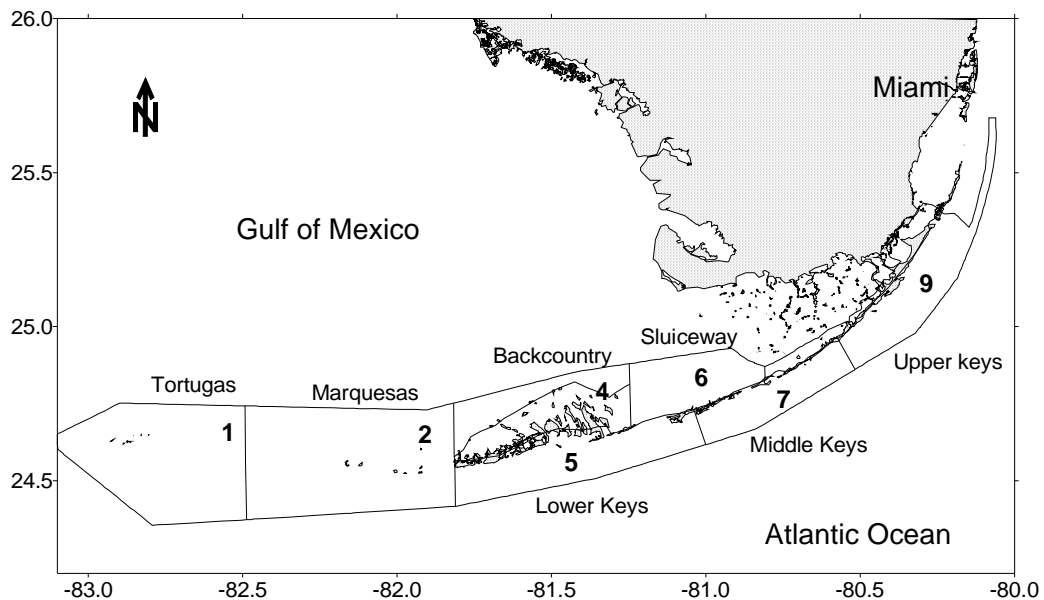 26.0
Miami
N
25.5
Gulf of Mexico
9
25.0
Sluiceway
Backcountry
Upper keys
Tortugas
Marquesas
6
4
7
1
2
Middle Keys
5
24.5
Lower Keys
Atlantic Ocean
-83.0 -82.5 -82.0 -81.5 -81.0 -80.5 -80.0